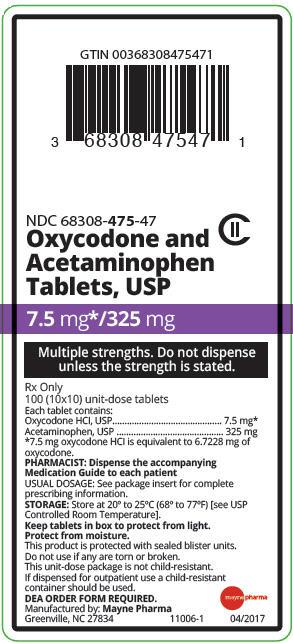 GTIN 00368308475471
3 68308 47547 1
NDC 68308-475-47
CII
Oxycodone and
Acetaminophen
Tablets, USP
7.5 mg*/325 mg
Multiple strengths. Do not dispense
unless the strength is stated.
Rx Only
100 (10x10) unit-dose tablets
Each tablet contains:
Oxycodone HCl, USP............................................ 7.5 mg*
Acetaminophen, USP .......................................... 325 mg
*7.5 mg oxycodone HCl is equivalent to 6.7228 mg of
oxycodone.
PHARMACIST: Dispense the accompanying
Medication Guide to each patient
USUAL DOSAGE: See package insert for complete
prescribing information.
STORAGE: Store at 20° to 25°C (68° to 77°F) [see USP
Controlled Room Temperature].
Keep tablets in box to protect from light.
Protect from moisture.
This product is protected with sealed blister units.
Do not use if any are torn or broken.
This unit-dose package is not child-resistant.
If dispensed for outpatient use a child-resistant
container should be used.
DEA ORDER FORM REQUIRED.
mayne pharma
Manufactured by: Mayne Pharma
Greenville, NC 27834 11006-1 04/2017